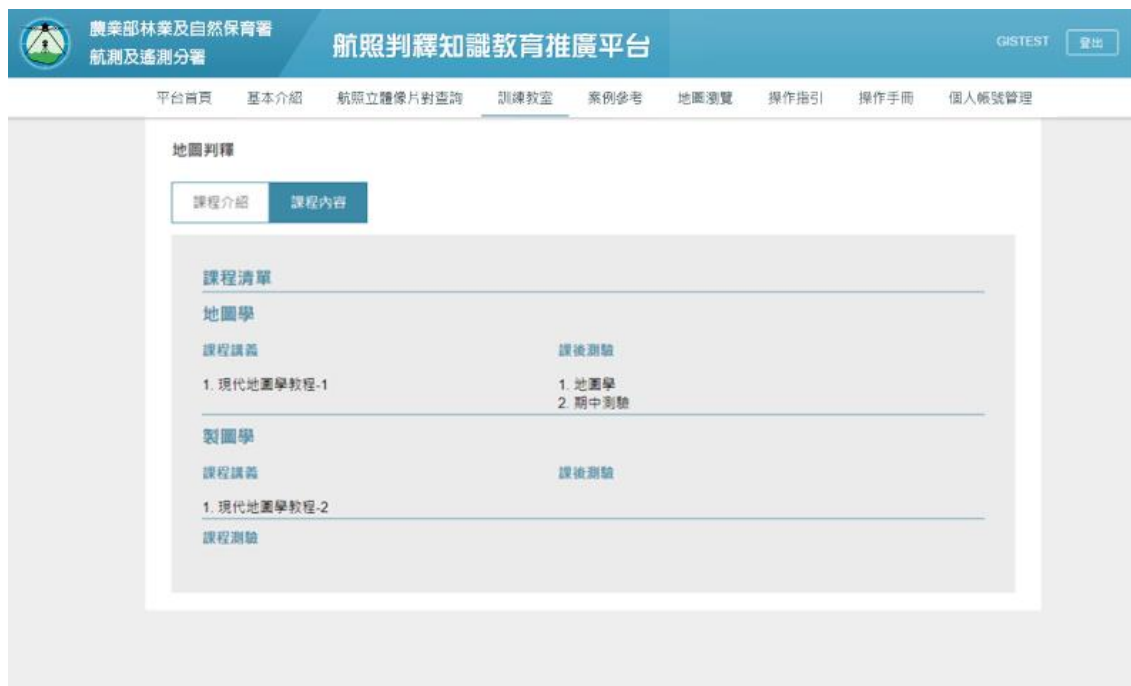 農業部林業及自然保育署
航測及遙測分署
航照判釋知識教育推廣平台
GISTEST
登出
平台首頁 基本介紹 航照立體像片對查詢 訓練教室 案例參考 地圖瀏覽 操作指引 操作手冊 個人帳號管理
地圖判釋
課程介紹 課程內容
課程清單
地圖學
課程講義 課後測驗
1. 現代地圖學教程-1 1. 地圖學
2. 期中測驗
製圖學
課程講義 課後測驗
1. 現代地圖學教程-2
課程測驗